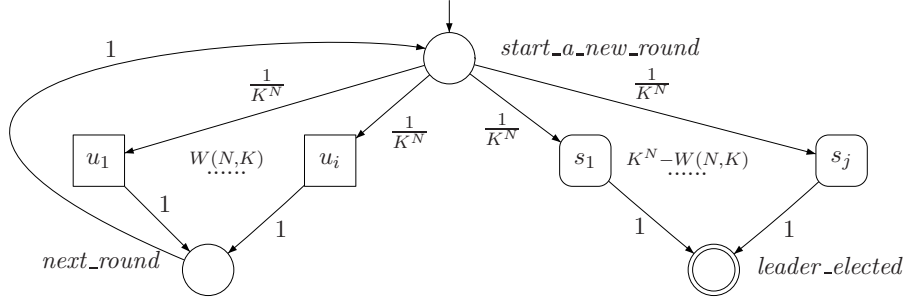 1
start_a_new_round
1/K^N
1/K^N
1/K^N
1/K^N
u_1
W(N,K)
......
u_i
s_1
K^N−W(N,K)
......
s_j
1
1
1
1
next_round
leader_elected